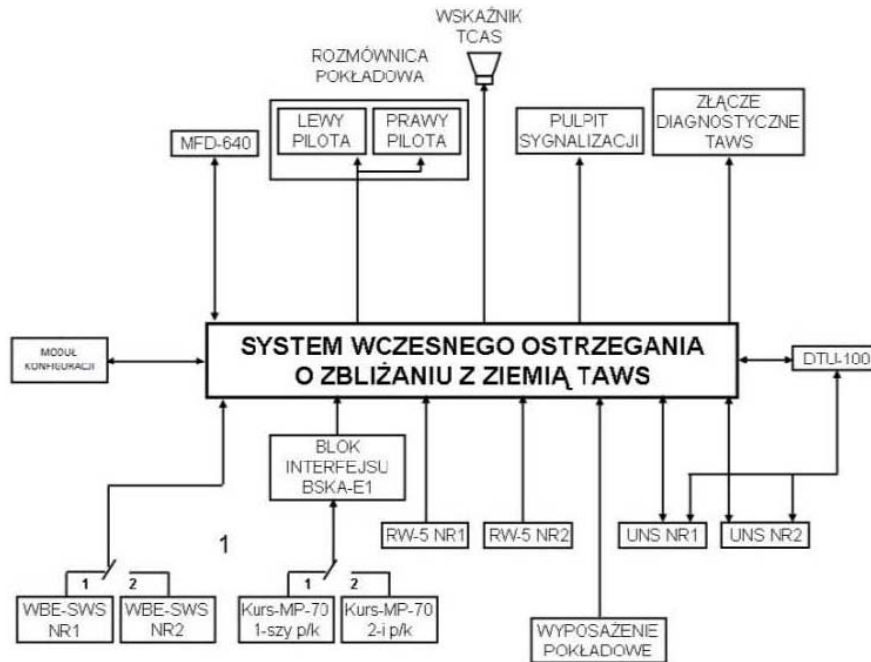 WSKAŹNIK
TCAS
ROZMÓWNICA
POKŁADOWA
LEWY
PILOTA
PRAWY
PILOTA
MFD-640
PULPIT
SYGNALIZACJI
ZŁĄCZE
DIAGNOSTYCZNE
TAWS
SYSTEM WCZESNEGO OSTRZEGANIA
O ZBLIŻANIU Z ZIEMIĄ TAWS
MODUŁ
KONFIGURACJI
DTU-100
BLOK
INTERFEJSU
BSKA-E1
1
RW-5 NR1
RW-5 NR2
UNS NR1
UNS NR2
1
2
1
2
WBE-SWS
NR1
WBE-SWS
NR2
Kurs-MP-70
1-szy p/k
Kurs-MP-70
2-i p/k
WYPOSAŻENIE
POKŁADOWE